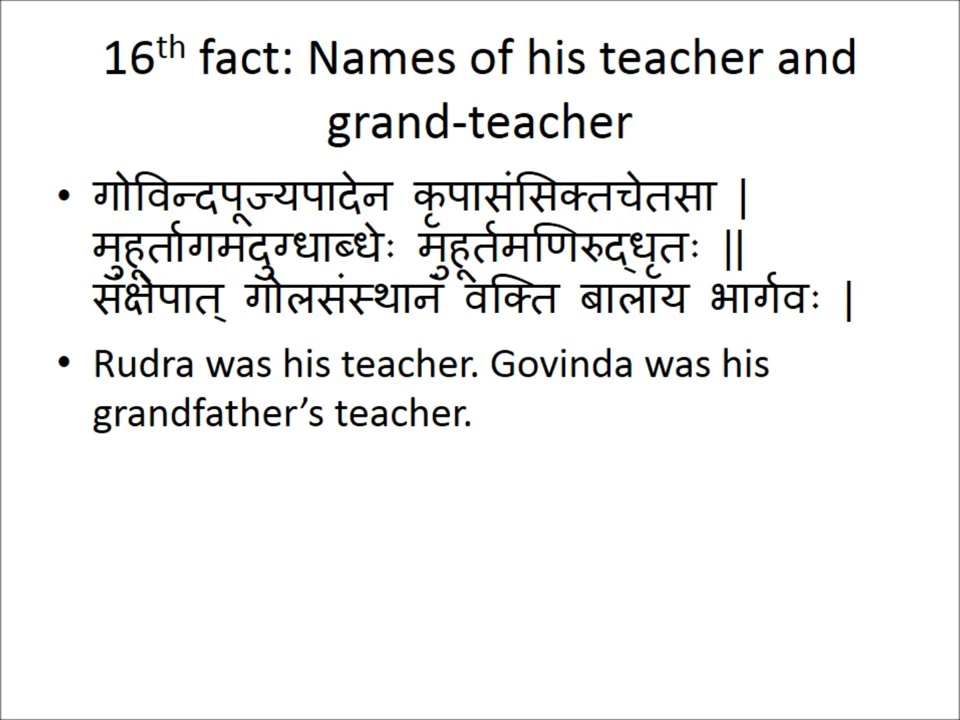 16th fact: Names of his teacher and
grand-teacher
• गोविन्दपूज्यपादेन कृपासंसिक्तचेतसा |
मुहूर्तागमदुग्धाब्धेः मुहूर्तमणिरुद्धृतः ||
संक्षेपात् गोलसंस्थानं वक्ति बालाय भार्गवः |
• Rudra was his teacher. Govinda was his
grandfather’s teacher.